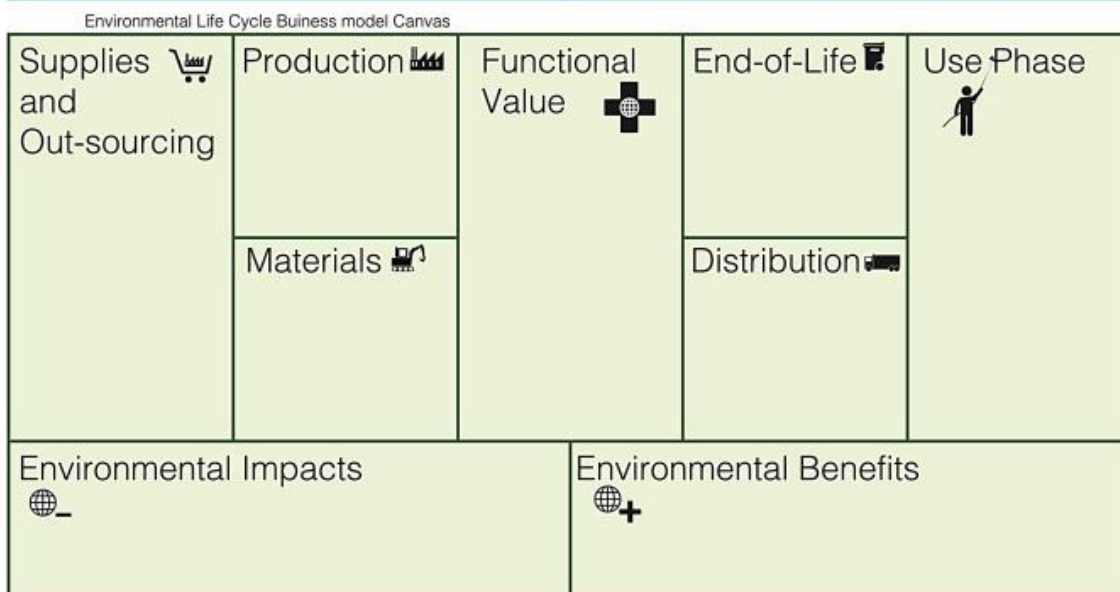 Environmental Life Cycle Buiness model Canvas
Supplies
and
Out-sourcing
Production
Materials
Functional
Value
End-of-Life
Distribution
Use Phase
Environmental Impacts
Environmental Benefits